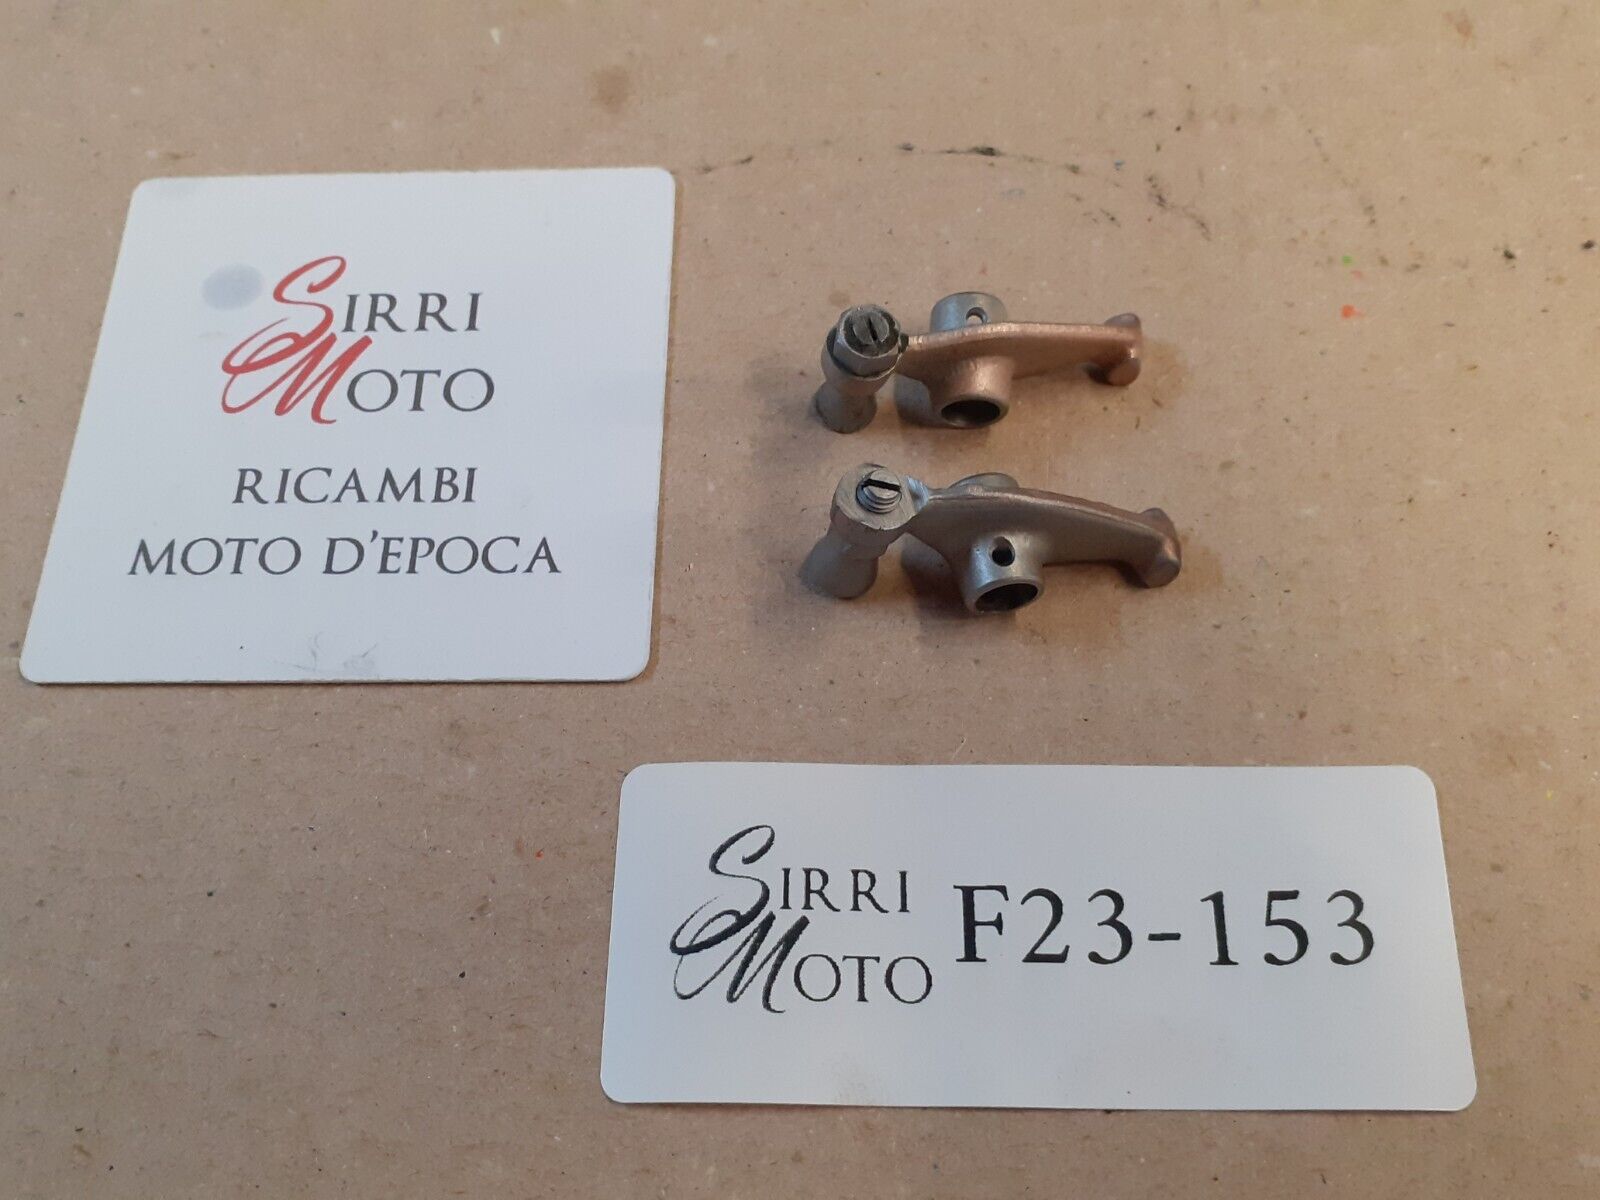 SIRRI
MOTO
RICAMBI
MOTO D'EPOCA
SIRRI
MOTO
F23-153